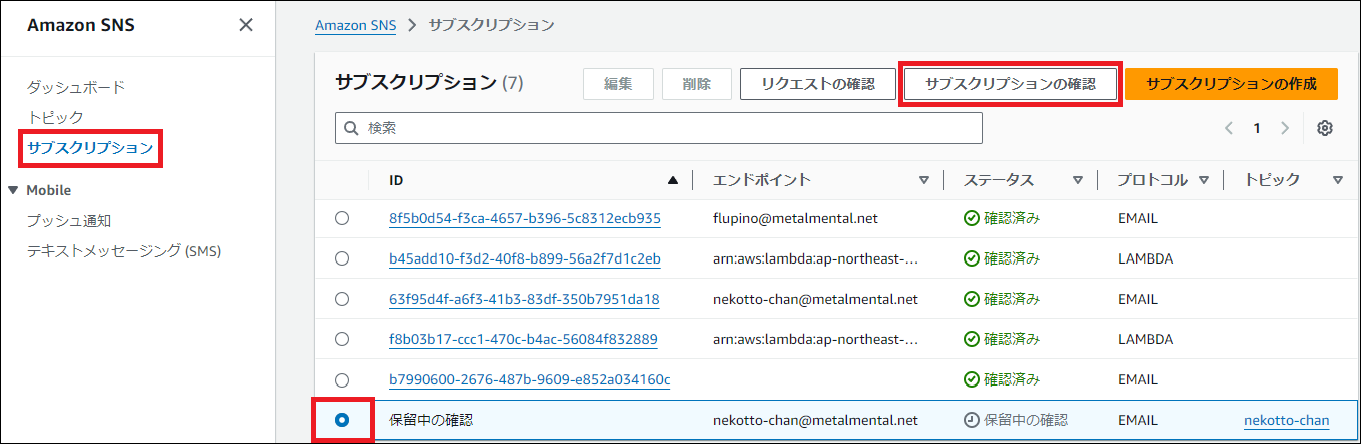 Amazon SNS
ダッシュボード
トピック
サブスクリプション
Mobile
プッシュ通知
テキストメッセージング (SMS)
Amazon SNS > サブスクリプション
サブスクリプション (7) 編集 削除 リクエストの確認 サブスクリプションの確認 サブスクリプションの作成
検索 1
ID エンドポイント ステータス プロトコル トピック
8f5b0d54-f3ca-4657-b396-5c8312ecb935 flupino@metalmental.net 確認済み EMAIL
b45add10-f3d2-40f8-b899-56a2f7d1c2eb arn:aws:lambda:ap-northeast-... 確認済み LAMBDA
63f95d4f-a6f3-41b3-83df-350b7951da18 nekotto-chan@metalmental.net 確認済み EMAIL
f8b03b17-ccc1-470c-b4ac-56084f832889 arn:aws:lambda:ap-northeast-... 確認済み LAMBDA
b7990600-2676-487b-9609-e852a034160c 確認済み EMAIL
保留中の確認 nekotto-chan@metalmental.net 保留中の確認 EMAIL nekotto-chan